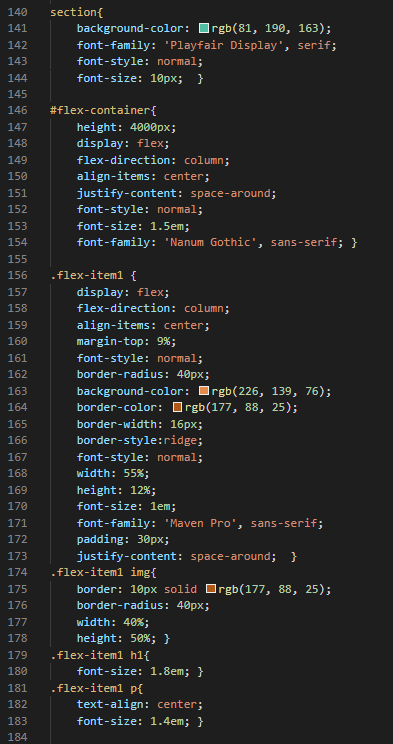 140 section{
141     background-color: rgb(81, 190, 163);
142     font-family: 'Playfair Display', serif;
143     font-style: normal;
144     font-size: 10px;  }
145
146 #flex-container{
147     height: 4000px;
148     display: flex;
149     flex-direction: column;
150     align-items: center;
151     justify-content: space-around;
152     font-style: normal;
153     font-size: 1.5em;
154     font-family: 'Nanum Gothic', sans-serif; }
155
156 .flex-item1 {
157     display: flex;
158     flex-direction: column;
159     align-items: center;
160     margin-top: 9%;
161     font-style: normal;
162     border-radius: 40px;
163     background-color: rgb(226, 139, 76);
164     border-color: rgb(177, 88, 25);
165     border-width: 16px;
166     border-style:ridge;
167     font-style: normal;
168     width: 55%;
169     height: 12%;
170     font-size: 1em;
171     font-family: 'Maven Pro', sans-serif;
172     padding: 30px;
173     justify-content: space-around;  }
174 .flex-item1 img{
175     border: 10px solid rgb(177, 88, 25);
176     border-radius: 40px;
177     width: 40%;
178     height: 50%; }
179 .flex-item1 h1{
180     font-size: 1.8em; }
181 .flex-item1 p{
182     text-align: center;
183     font-size: 1.4em; }
184